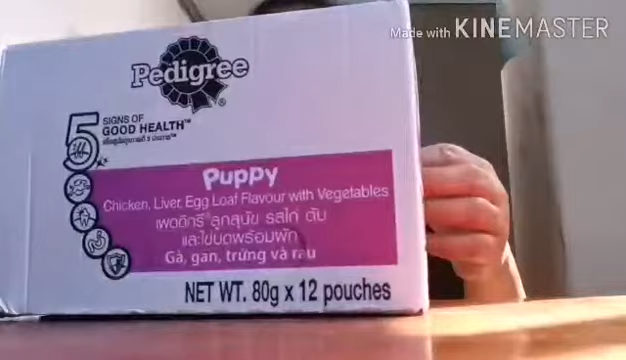 Made with KINEMASTER
Pedigree®
5 SIGNS OF
GOOD HEALTH™
Puppy
Chicken, Liver, Egg Loaf Flavour with Vegetables
เพดดิกรี® ลูกสุนัข รสไก่ ตับ
และไข่บดพร้อมผัก
Gà, gan, trứng và rau
NET WT. 80g x 12 pouches